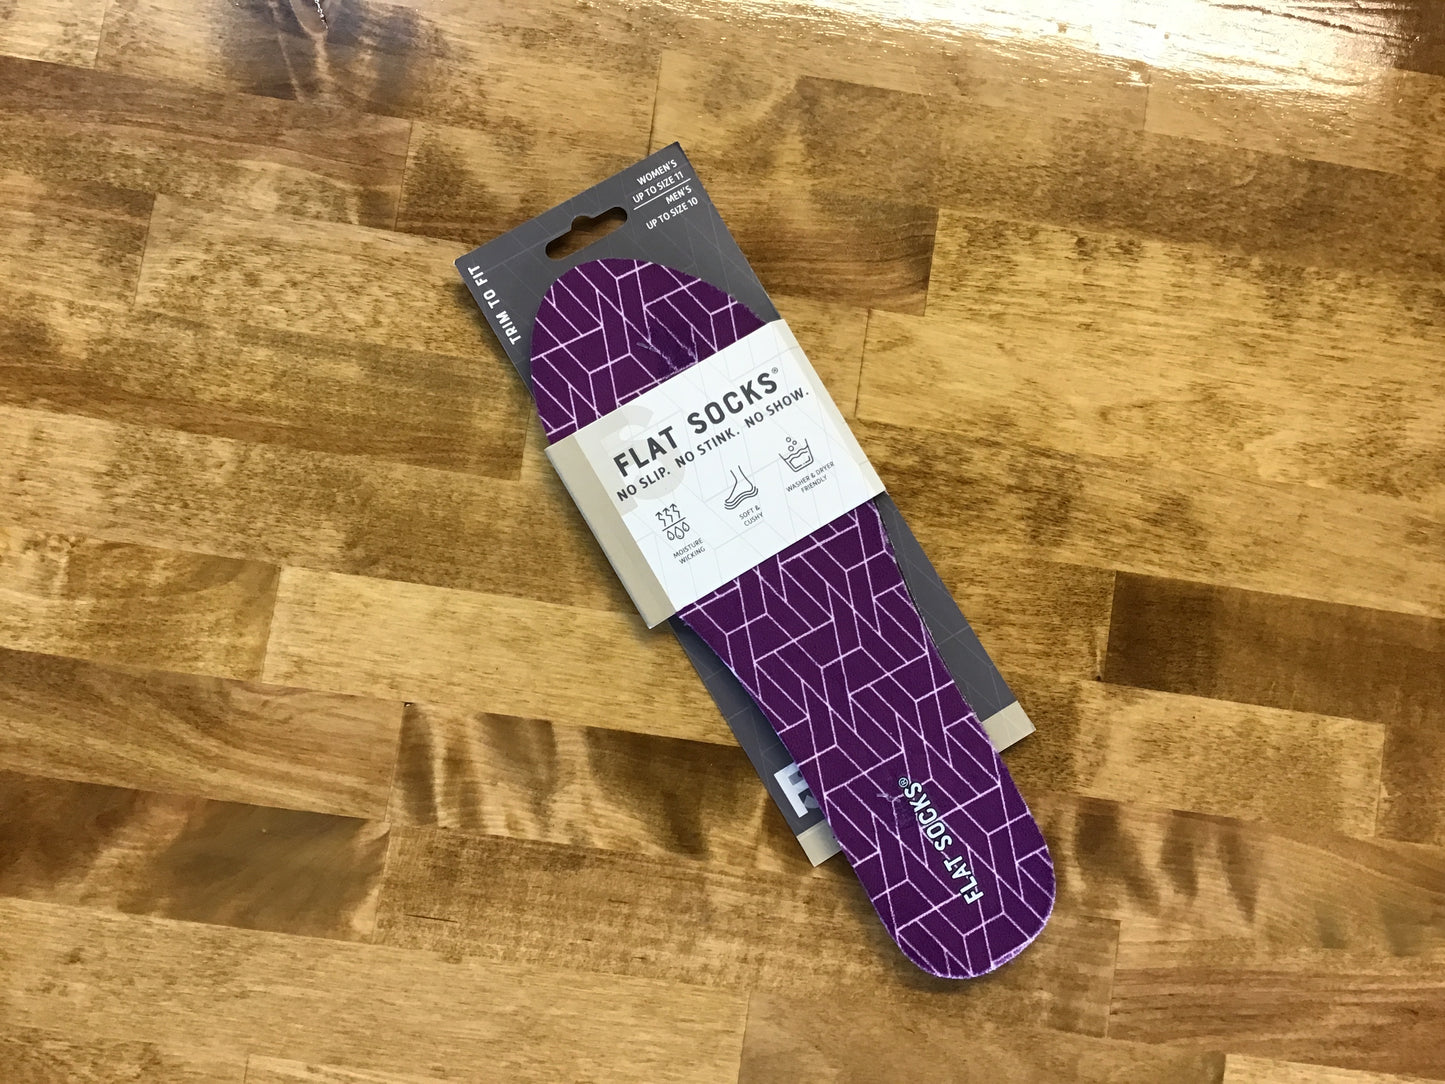 WOMEN'S
UP TO SIZE 11
MEN'S
UP TO SIZE 10
TRIM TO FIT
FLAT SOCKS®
NO SLIP. NO STINK. NO SHOW.
MOISTURE
WICKING
SOFT &
CUSHY
WASHER & DRYER
FRIENDLY
FLAT SOCKS®